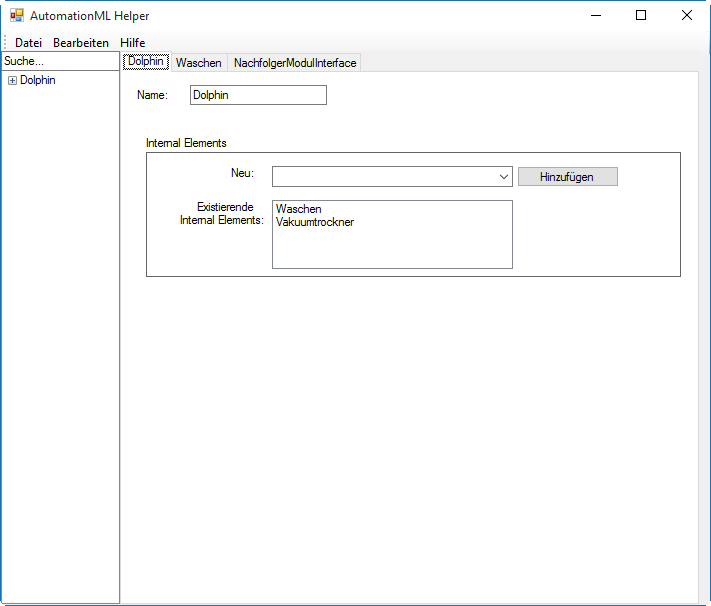 AutomationML Helper
Datei Bearbeiten Hilfe
Suche...
Dolphin
Dolphin Waschen NachfolgerModulInterface
Name: Dolphin
Internal Elements
Neu: Hinzufügen
Existierende
Internal Elements:
Waschen
Vakuumtrockner